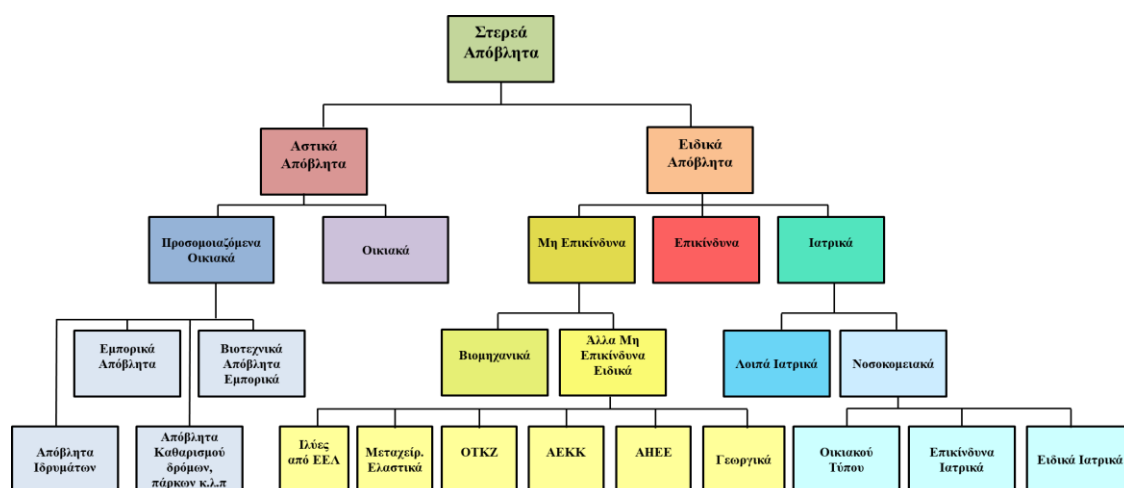 Στερεά
Απόβλητα
Αστικά
Απόβλητα
Ειδικά
Απόβλητα
Προσομοιαζόμενα
Οικιακά
Οικιακά
Μη Επικίνδυνα
Επικίνδυνα
Ιατρικά
Εμπορικά
Απόβλητα
Βιοτεχνικά
Απόβλητα
Εμπορικά
Βιομηχανικά
Άλλα Μη
Επικίνδυνα
Ειδικά
Λοιπά Ιατρικά
Νοσοκομειακά
Απόβλητα
Ιδρυμάτων
Απόβλητα
Καθαρισμού
δρόμων,
πάρκων κ.λ.π
Ιλύες
από ΕΕΛ
Μεταχείρ.
Ελαστικά
ΟΤΚΖ
ΑΕΚΚ
ΑΗΕΕ
Γεωργικά
Οικιακού
Τύπου
Επικίνδυνα
Ιατρικά
Ειδικά Ιατρικά